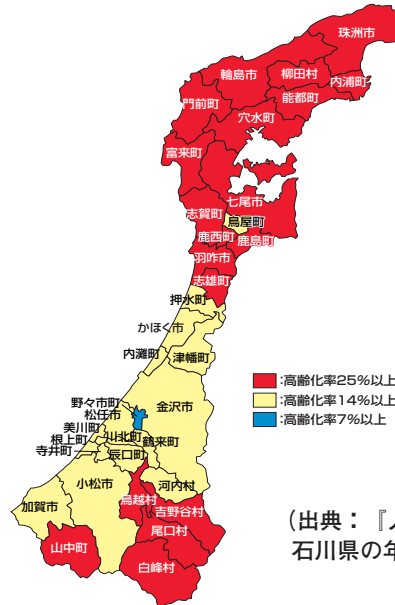 珠洲市
輪島市
柳田村
内浦町
門前町
能都町
穴水町
富来町
七尾市
志賀町
鳥屋町
鹿西町
鹿島町
羽咋市
志雄町
押水町
かほく市
内灘町
津幡町
:高齢化率25%以上
:高齢化率14%以上
:高齢化率7%以上
野々市町
松任市
金沢市
美川町
川北町
根上町
鶴来町
寺井町
辰口町
小松市
河内村
加賀市
鳥越村
吉野谷村
尾口村
山中町
白峰村
(出典:『
石川県の年